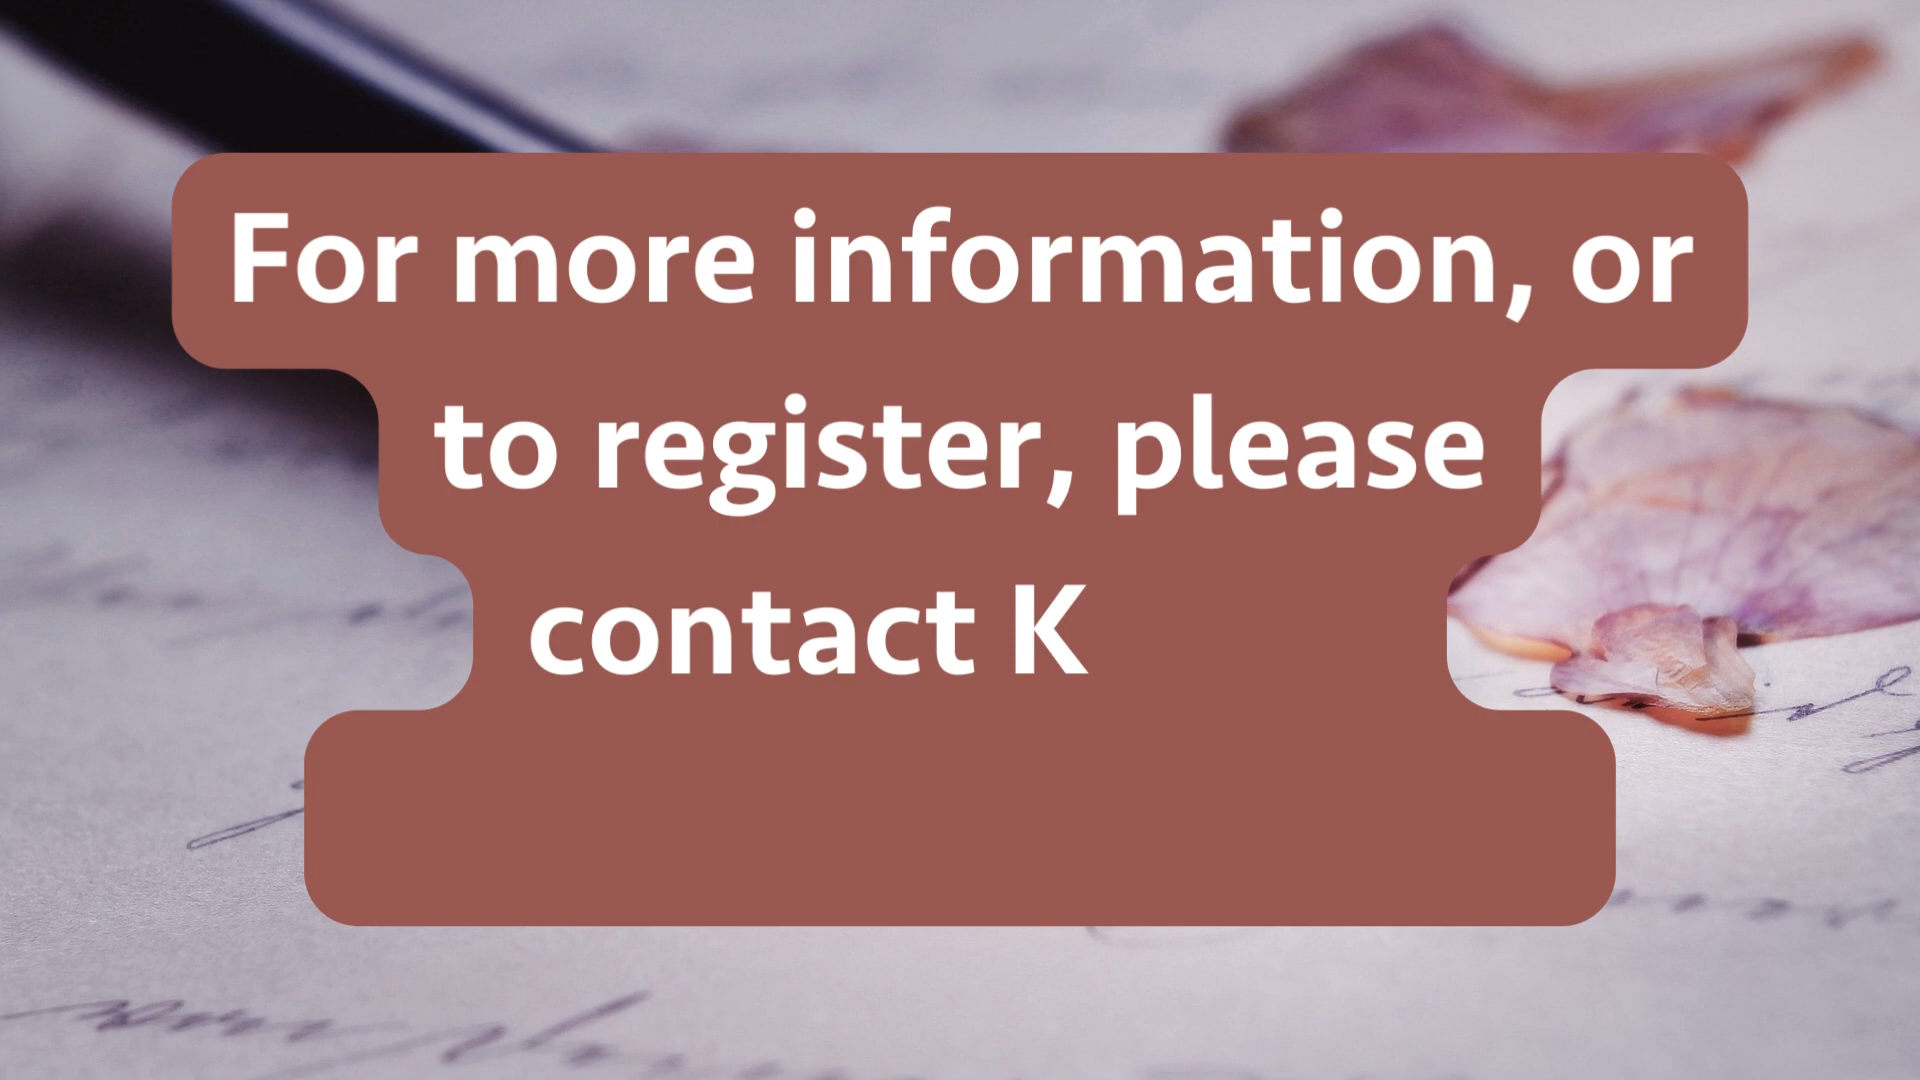 For more information, or
to register, please
contact K